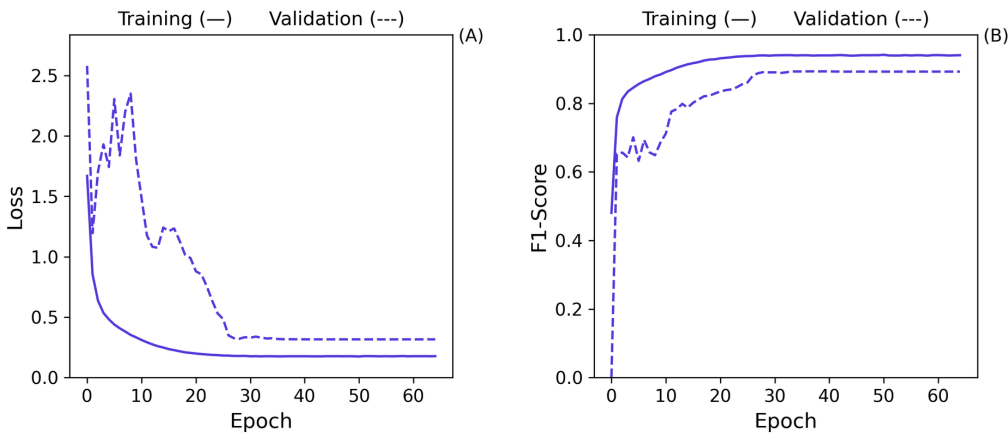 Training (—) Validation (---)
(A)
2.5
2.0
1.5
1.0
0.5
0.0
Loss
0 10 20 30 40 50 60
Epoch
Training (—) Validation (---)
(B)
1.0
0.8
0.6
0.4
0.2
0.0
F1-Score
0 10 20 30 40 50 60
Epoch